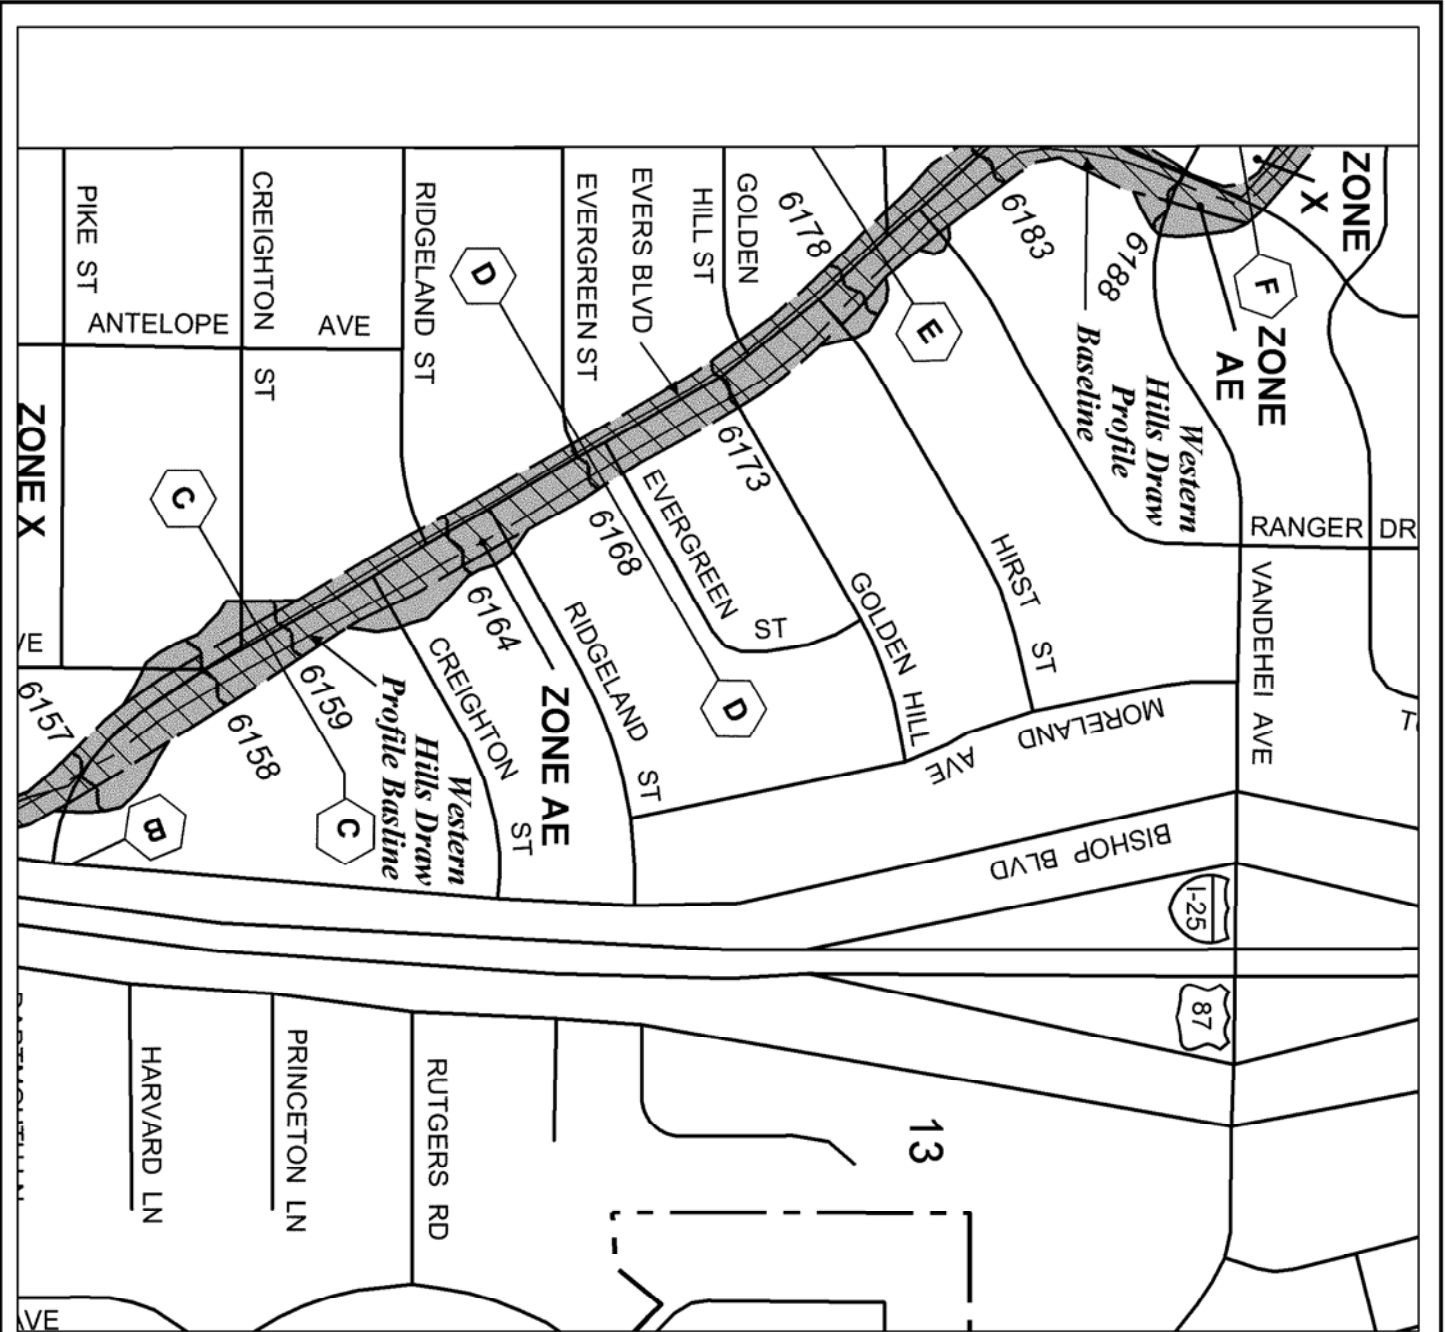 ZONE
X
PIKE ST
CREIGHTON
ST
RIDGELAND ST
EVERGREEN ST
EVERS BLVD
GOLDEN
HILL ST
6178
6183
6188
F
D
E
ANTELOPE
AVE
ZONE
AE
Western
Hills Draw
Profile
Baseline
ZONE X
C
6173
6168
EVERGREEN
ST
RANGER DR
HIRST
ST
VANDEHEI AVE
VE
6164
RIDGELAND
ST
GOLDEN HILL
AVE
MORELAND
CREIGHTON
ST
ZONE AE
D
6157
6158
6159
Western
Hills Draw
Profile Basline
B
C
BISHOP BLVD
I-25
87
HARVARD LN
PRINCETON LN
RUTGERS RD
13
AVE